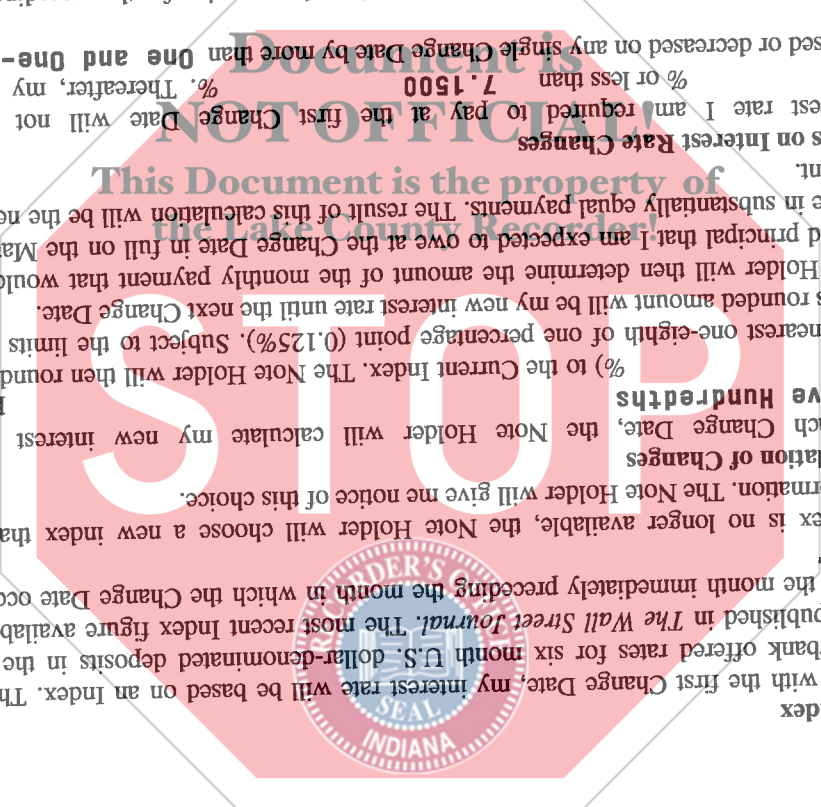 dex
with the first Change Date, my interest rate will be based on an Index. Th
bank offered rates for six month U.S. dollar-denominated deposits in the
published in The Wall Street Journal. The most recent Index figure availabl
the month immediately preceding the month in which the Change Date occ
ex is no longer available, the Note Holder will choose a new index tha
ormation. The Note Holder will give me notice of this choice.
lation of Changes
ch Change Date, the Note Holder will calculate my new interest
ve Hundredths
%) to the Current Index. The Note Holder will then round
nearest one-eighth of one percentage point (0.125%). Subject to the limits
s rounded amount will be my new interest rate until the next Change Date.
Holder will then determine the amount of the monthly payment that would
d principal that I am expected to owe at the Change Date in full on the Ma
e in substantially equal payments. The result of this calculation will be the ne
nt.
s on Interest Rate Changes
est rate I am required to pay at the first Change Date will not
% or less than 7.1500 %. Thereafter, my
sed or decreased on any single Change Date by more than One and One-
Document is
NOT OFFICIAL!
This Document is the property of
the Lake County Recorder!
STOP
RECORDER'S OFFICE
SEAL
INDIANA